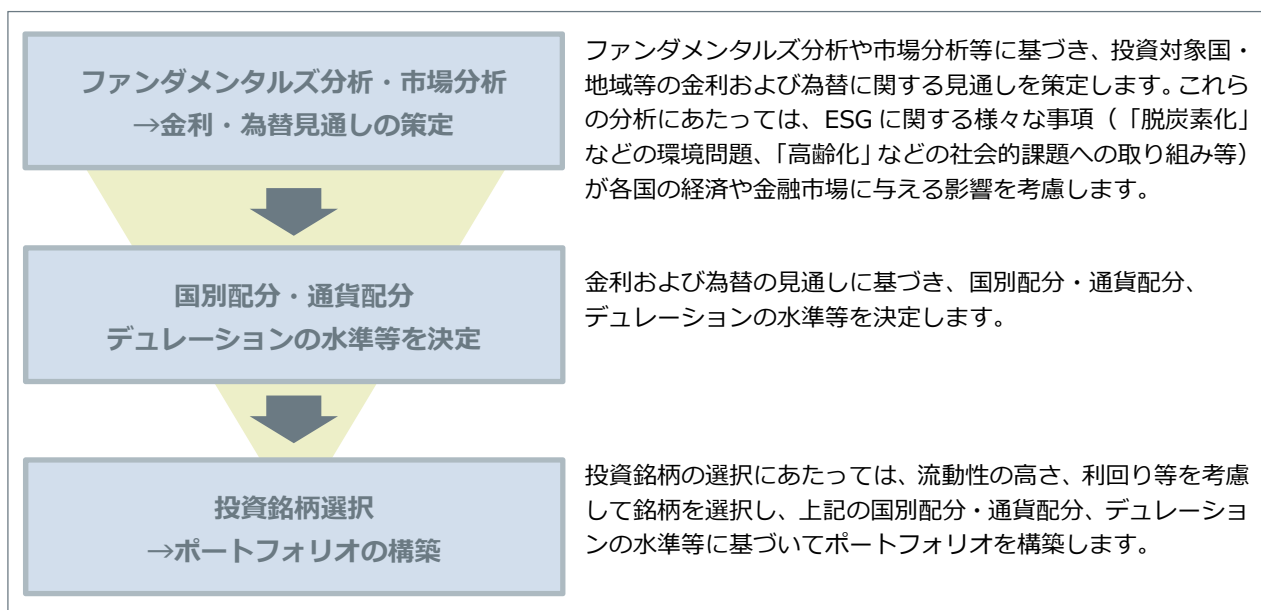 ファンダメンタルズ分析・市場分析
→金利・為替見通しの策定
ファンダメンタルズ分析や市場分析等に基づき、投資対象国・
地域等の金利および為替に関する見通しを策定します。これら
の分析にあたっては、ESG に関する様々な事項（「脱炭素化」
などの環境問題、「高齢化」などの社会的課題への取り組み等）
が各国の経済や金融市場に与える影響を考慮します。
国別配分・通貨配分
デュレーションの水準等を決定
金利および為替の見通しに基づき、国別配分・通貨配分、
デュレーションの水準等を決定します。
投資銘柄選択
→ポートフォリオの構築
投資銘柄の選択にあたっては、流動性の高さ、利回り等を考慮
して銘柄を選択し、上記の国別配分・通貨配分、デュレーショ
ンの水準等に基づいてポートフォリオを構築します。